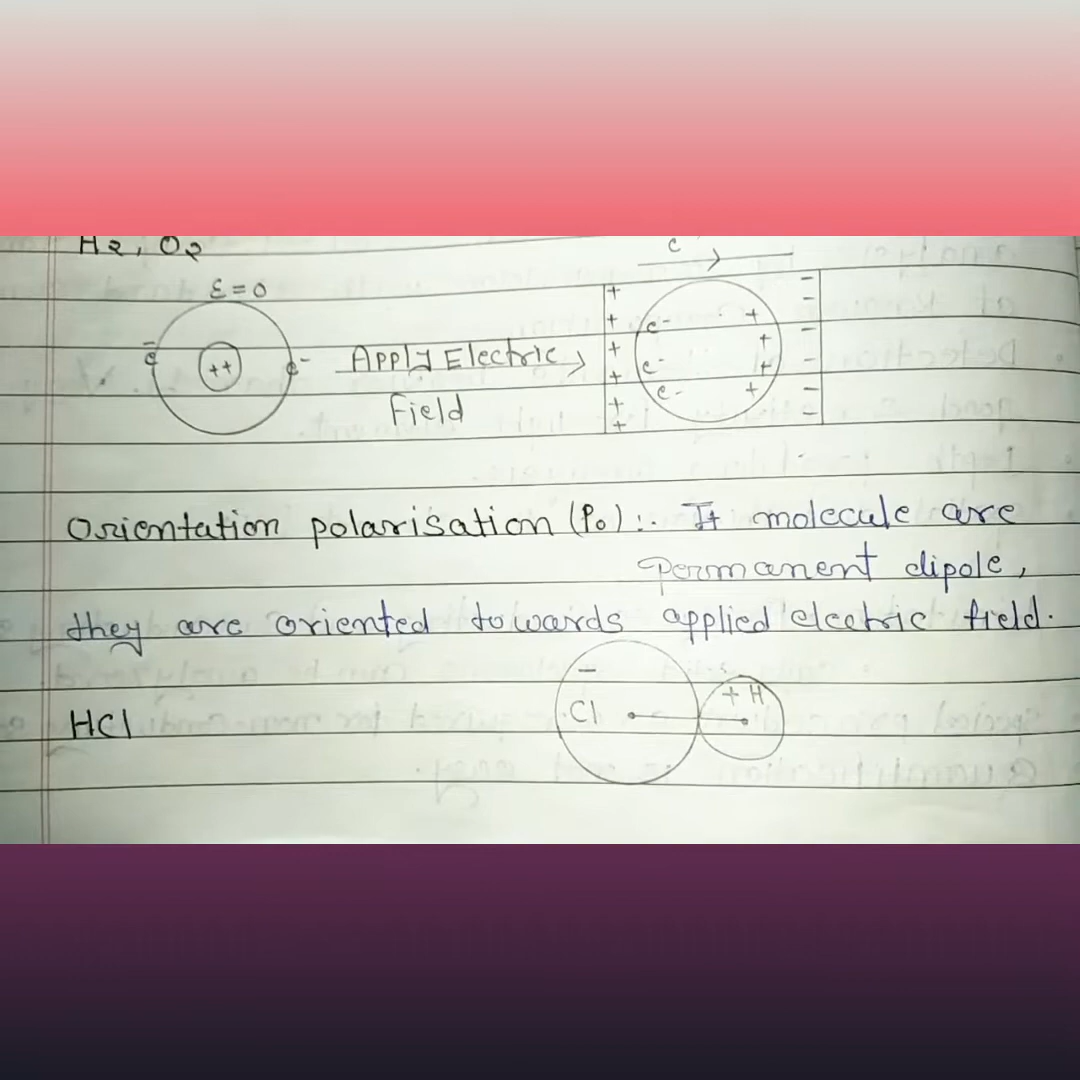 H2, O2
ε = 0
e-
++
e-
Apply Electric
field
ε
+ + + + + +
e- e- e-
+ + + +
- - - - - -
Orientation polarisation (Po) :- It molecule are
permanent dipole,
they are oriented towards applied electric field.
HCl
-
Cl
+ H